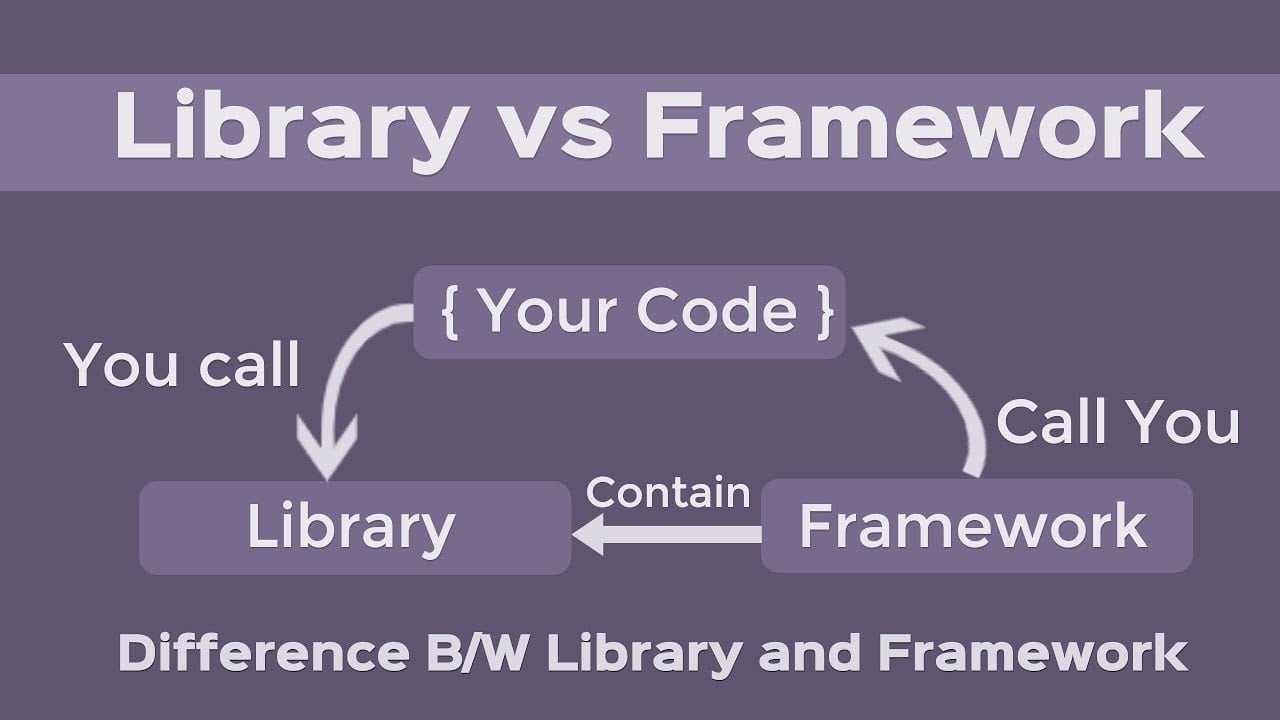 Library vs Framework
{ Your Code }
You call
Call You
Contain
Library
Framework
Difference B/W Library and Framework